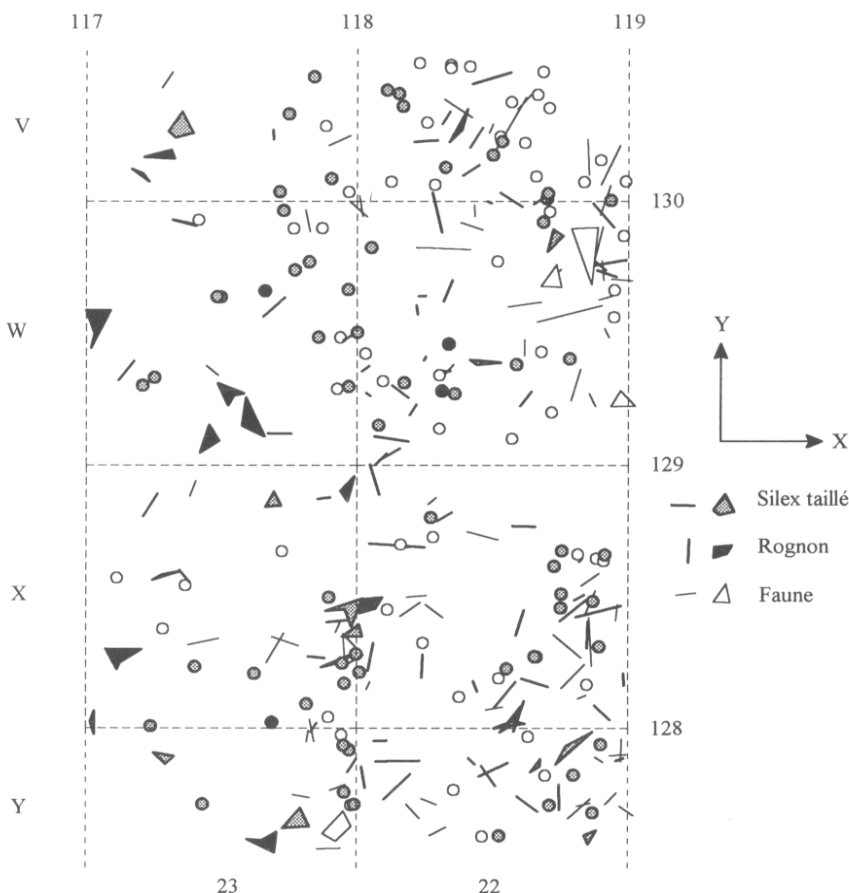 117 118 119
V
130
W
Y
X
129
Silex taillé
Rognon
X
Faune
128
Y
23 22